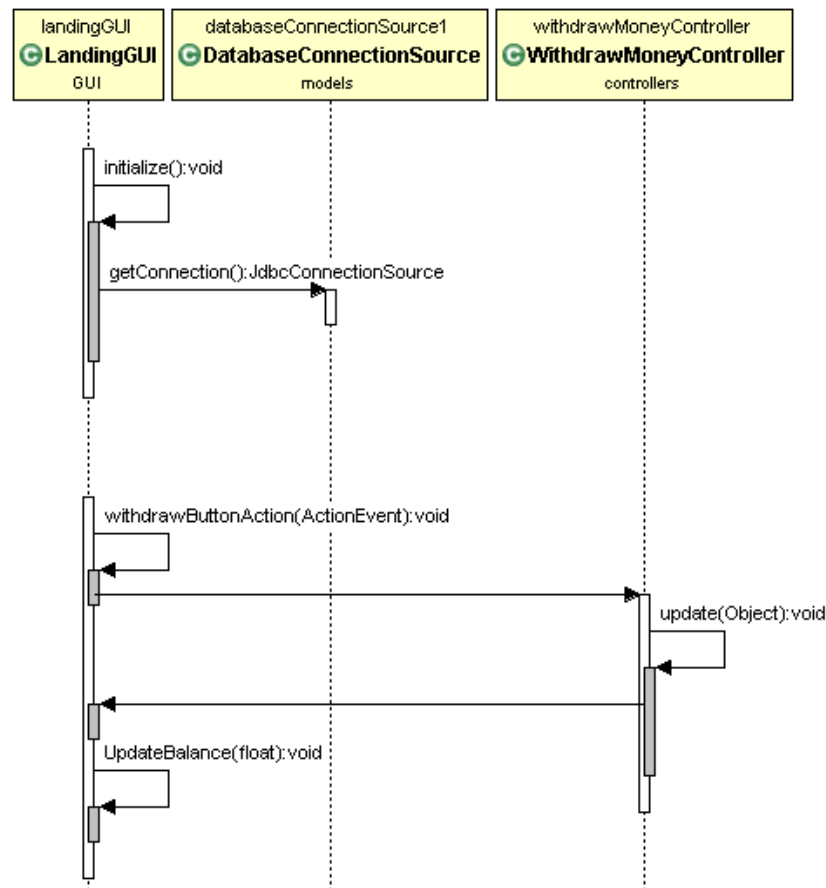 landingGUI
C LandingGUI
GUI
databaseConnectionSource1
C DatabaseConnectionSource
models
withdrawMoneyController
C WithdrawMoneyController
controllers
initialize():void
getConnection():JdbcConnectionSource
withdrawButtonAction(ActionEvent):void
update(Object):void
UpdateBalance(float):void